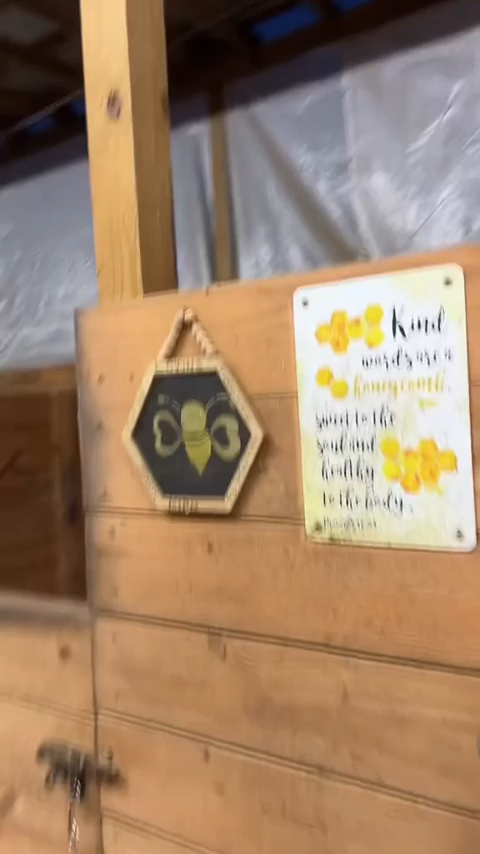 Kind
words are a
honeycomb,
sweet to the
soul and
healthy
to the body.